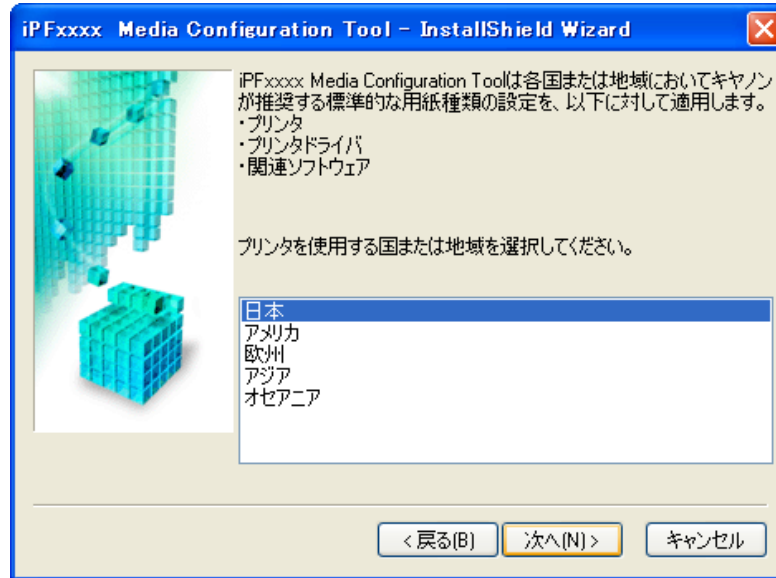 iPFxxxx Media Configuration Tool - InstallShield Wizard
iPFxxxx Media Configuration Toolは各国または地域においてキヤノン
が推奨する標準的な用紙種類の設定を、以下に対して適用します。
・プリンタ
・プリンタドライバ
・関連ソフトウェア
プリンタを使用する国または地域を選択してください。
日本
アメリカ
欧州
アジア
オセアニア
< 戻る(B)
次へ(N) >
キャンセル